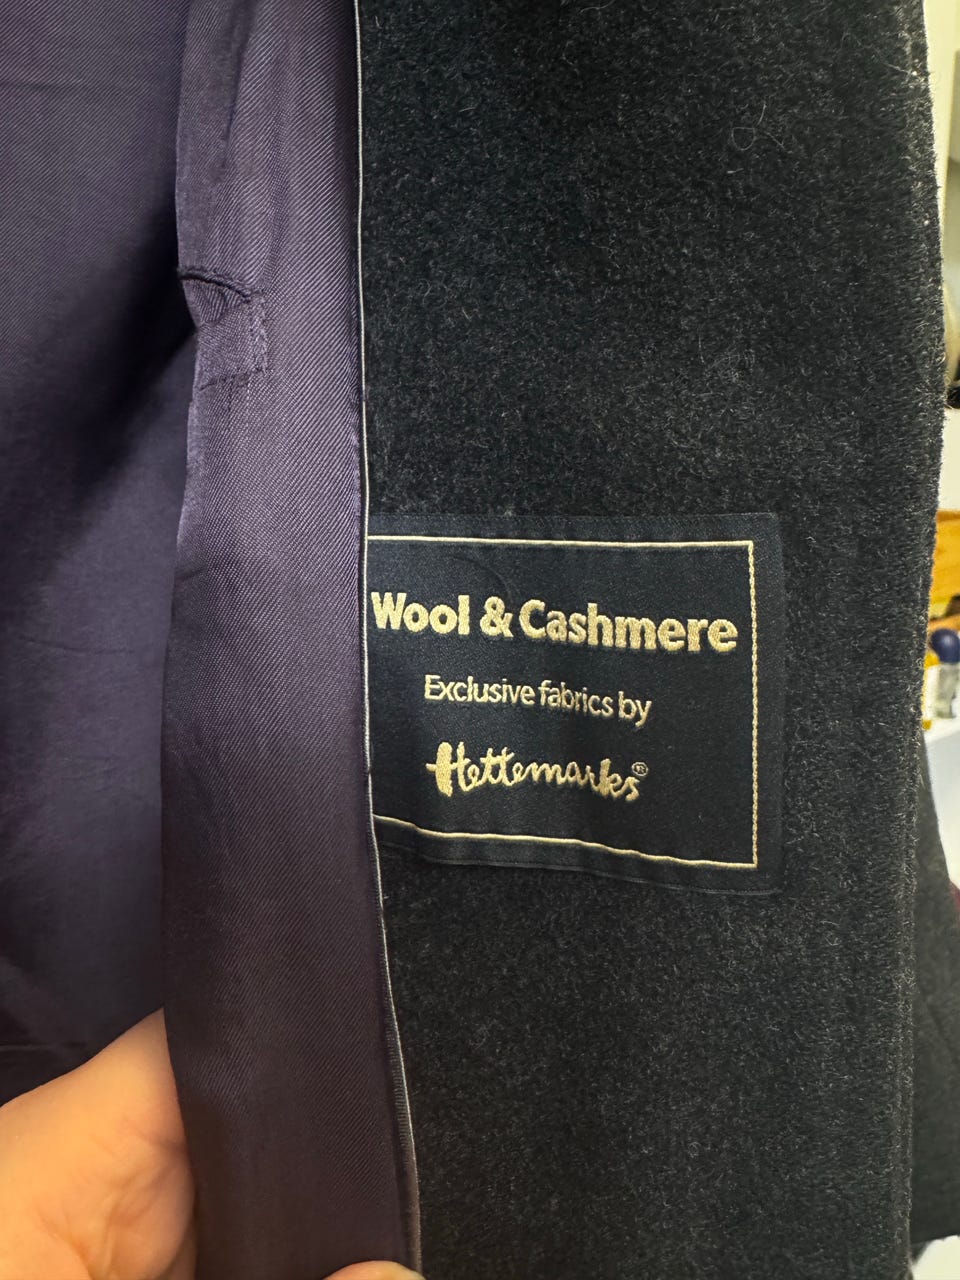 Wool & Cashmere
Exclusive fabrics by
Hettemarks®